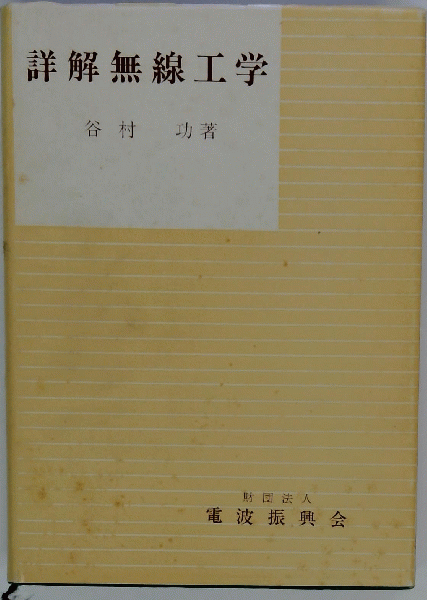 詳解無線工学
谷村 功著
財団法人
電波振興会